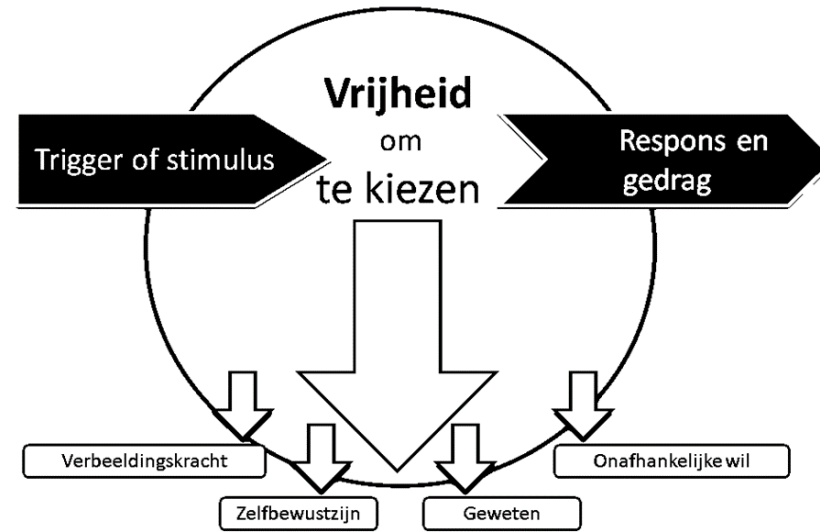 Vrijheid
om
te kiezen
Trigger of stimulus
Respons en
gedrag
Verbeeldingskracht
Zelfbewustzijn
Geweten
Onafhankelijke wil